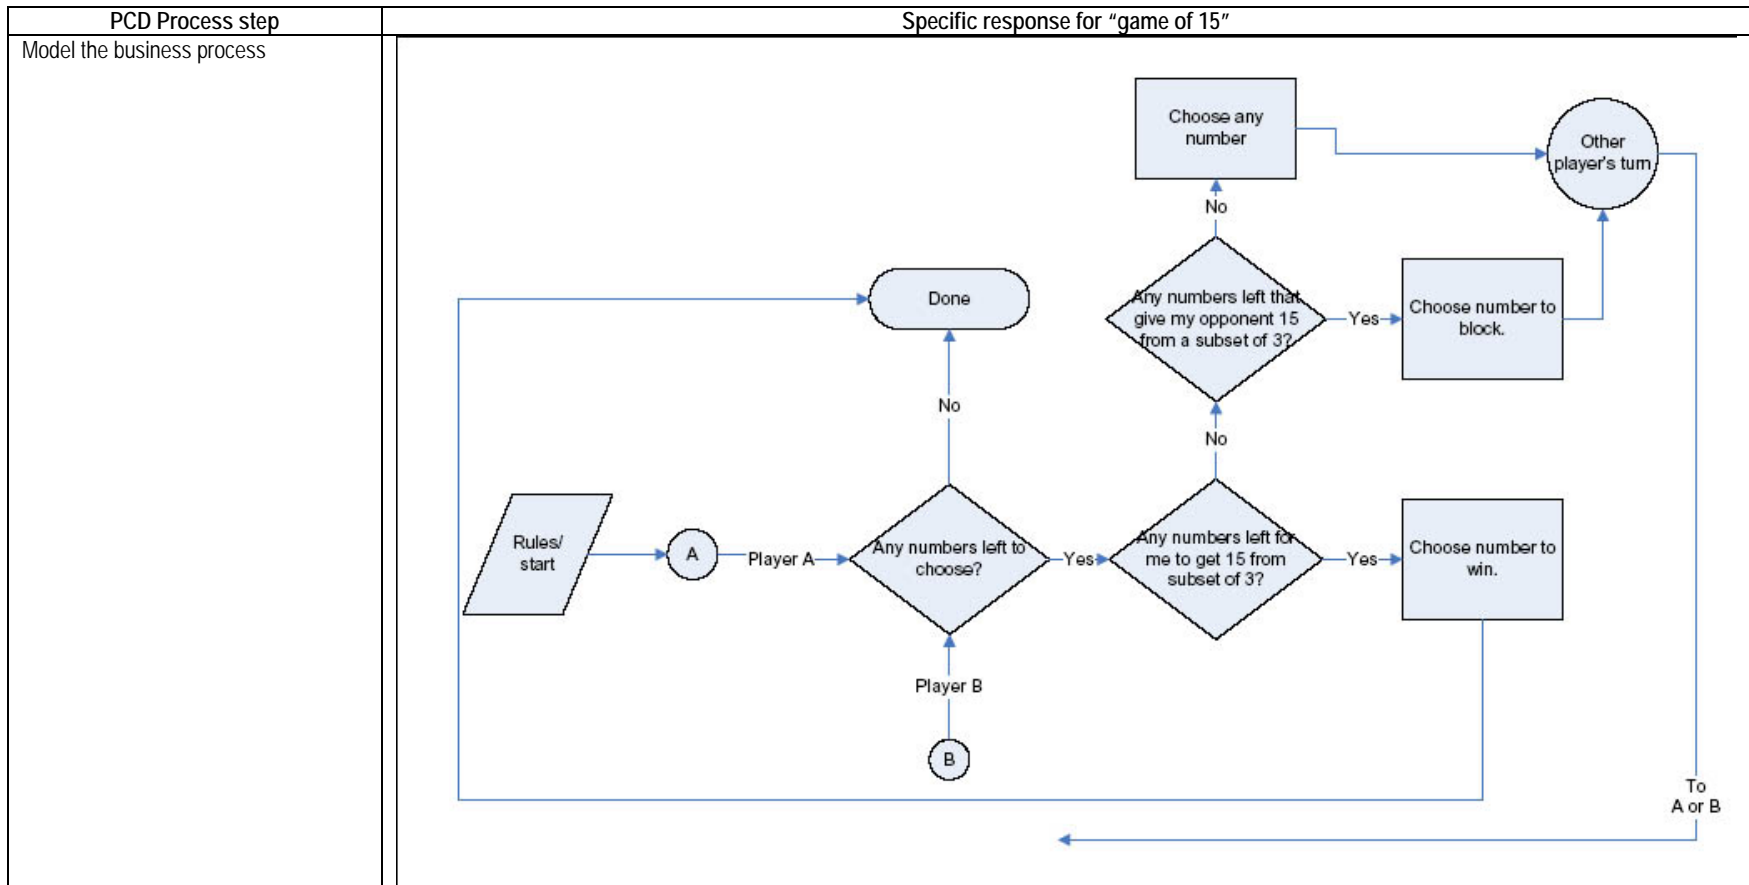 PCD Process step
Specific response for “game of 15”
Model the business process
Choose any
number
Other
player's turn
No
Done
Any numbers left that
give my opponent 15
from a subset of 3?
Yes
Choose number to
block.
No
No
Rules/
start
A
Player A
Any numbers left to
choose?
Yes
Any numbers left for
me to get 15 from
subset of 3?
Yes
Choose number to
win.
Player B
B
To
A or B